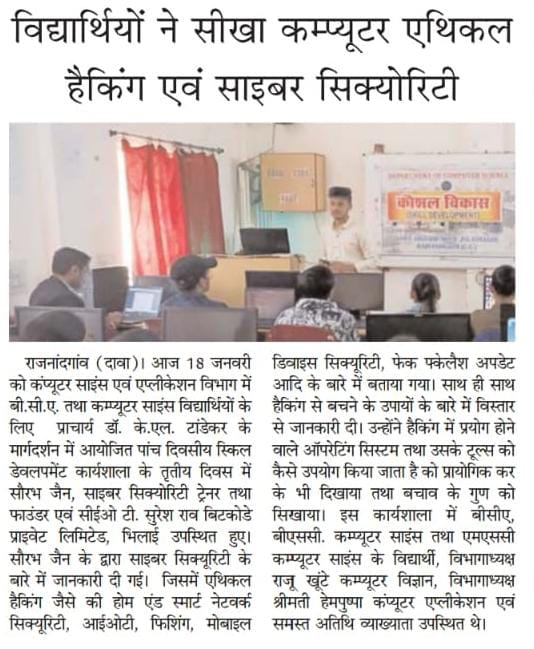 विद्यार्थियों ने सीखा कम्प्यूटर एथिकल
हैकिंग एवं साइबर सिक्योरिटी
DEPARTMENT OF COMPUTER SCIENCE
कौशल विकास
(SKILL DEVELOPMENT)
राजनांदगांव (दावा)। आज 18 जनवरी
को कंप्यूटर साइंस एवं एप्लीकेशन विभाग में
बी.सी.ए. तथा कम्प्यूटर साइंस विद्यार्थियों के
लिए प्राचार्य डॉ. के.एल. टांडेकर के
मार्गदर्शन में आयोजित पांच दिवसीय स्किल
डेवलपमेंट कार्यशाला के तृतीय दिवस में
सौरभ जैन, साइबर सिक्योरिटी ट्रेनर तथा
फाउंडर एवं सीईओ टी. सुरेश राव बिटकोडे
प्राइवेट लिमिटेड, भिलाई उपस्थित हुए।
सौरभ जैन के द्वारा साइबर सिक्यूरिटी के
बारे में जानकारी दी गई। जिसमें एथिकल
हैकिंग जैसे की होम एंड स्मार्ट नेटवर्क
सिक्यूरिटी, आईओटी, फिशिंग, मोबाइल
डिवाइस सिक्यूरिटी, फेक फ्केलैश अपडेट
आदि के बारे में बताया गया। साथ ही साथ
हैकिंग से बचने के उपायों के बारे में विस्तार
से जानकारी दी। उन्होंने हैकिंग में प्रयोग होने
वाले ऑपरेटिंग सिस्टम तथा उसके टूल्स को
कैसे उपयोग किया जाता है को प्रायोगिक कर
के भी दिखाया तथा बचाव के गुण को
सिखाया। इस कार्यशाला में बीसीए,
बीएससी. कम्प्यूटर साइंस तथा एमएससी
कम्प्यूटर साइंस के विद्यार्थी, विभागाध्यक्ष
राजू खूंटे कम्प्यूटर विज्ञान, विभागाध्यक्ष
श्रीमती हेमपुष्पा कंप्यूटर एप्लीकेशन एवं
समस्त अतिथि व्याख्याता उपस्थित थे।